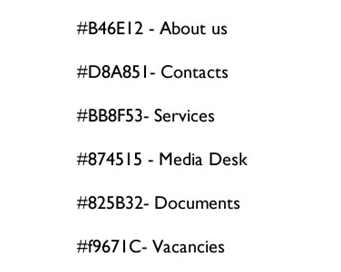 #B46E12 - About us
#D8A851- Contacts
#BB8F53- Services
#874515 - Media Desk
#825B32- Documents
#f9671C- Vacancies